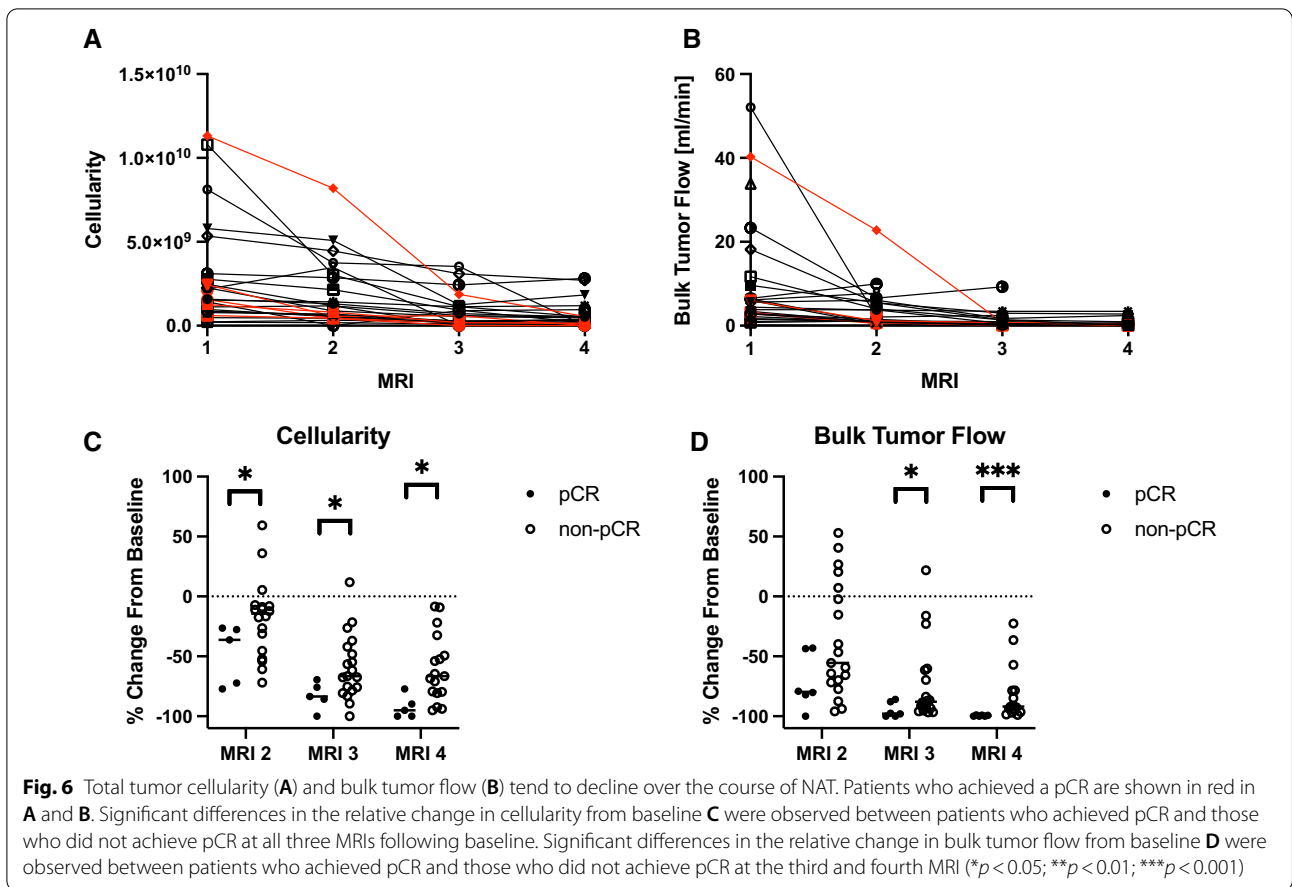 A
1.5×10¹⁰
1.0×10¹⁰
5.0×10⁹
0.0
Cellularity
1 2 3 4
MRI
B
60
40
20
0
Bulk Tumor Flow [ml/min]
1 2 3 4
MRI
C
Cellularity
100
50
0
-50
-100
% Change From Baseline
* * *
MRI 2 MRI 3 MRI 4
pCR
non-pCR
D
Bulk Tumor Flow
100
50
0
-50
-100
% Change From Baseline
* ***
MRI 2 MRI 3 MRI 4
pCR
non-pCR
Fig. 6 Total tumor cellularity (A) and bulk tumor flow (B) tend to decline over the course of NAT. Patients who achieved a pCR are shown in red in
A and B. Significant differences in the relative change in cellularity from baseline C were observed between patients who achieved pCR and those
who did not achieve pCR at all three MRIs following baseline. Significant differences in the relative change in bulk tumor flow from baseline D were
observed between patients who achieved pCR and those who did not achieve pCR at the third and fourth MRI (*p < 0.05; **p < 0.01; ***p < 0.001)